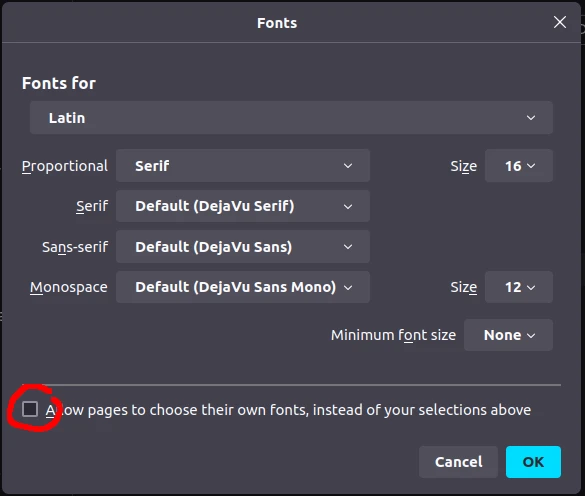 Fonts
Fonts for
Latin
Proportional Serif Size 16
Serif Default (DejaVu Serif)
Sans-serif Default (DejaVu Sans)
Monospace Default (DejaVu Sans Mono) Size 12
Minimum font size None
Allow pages to choose their own fonts, instead of your selections above
Cancel OK